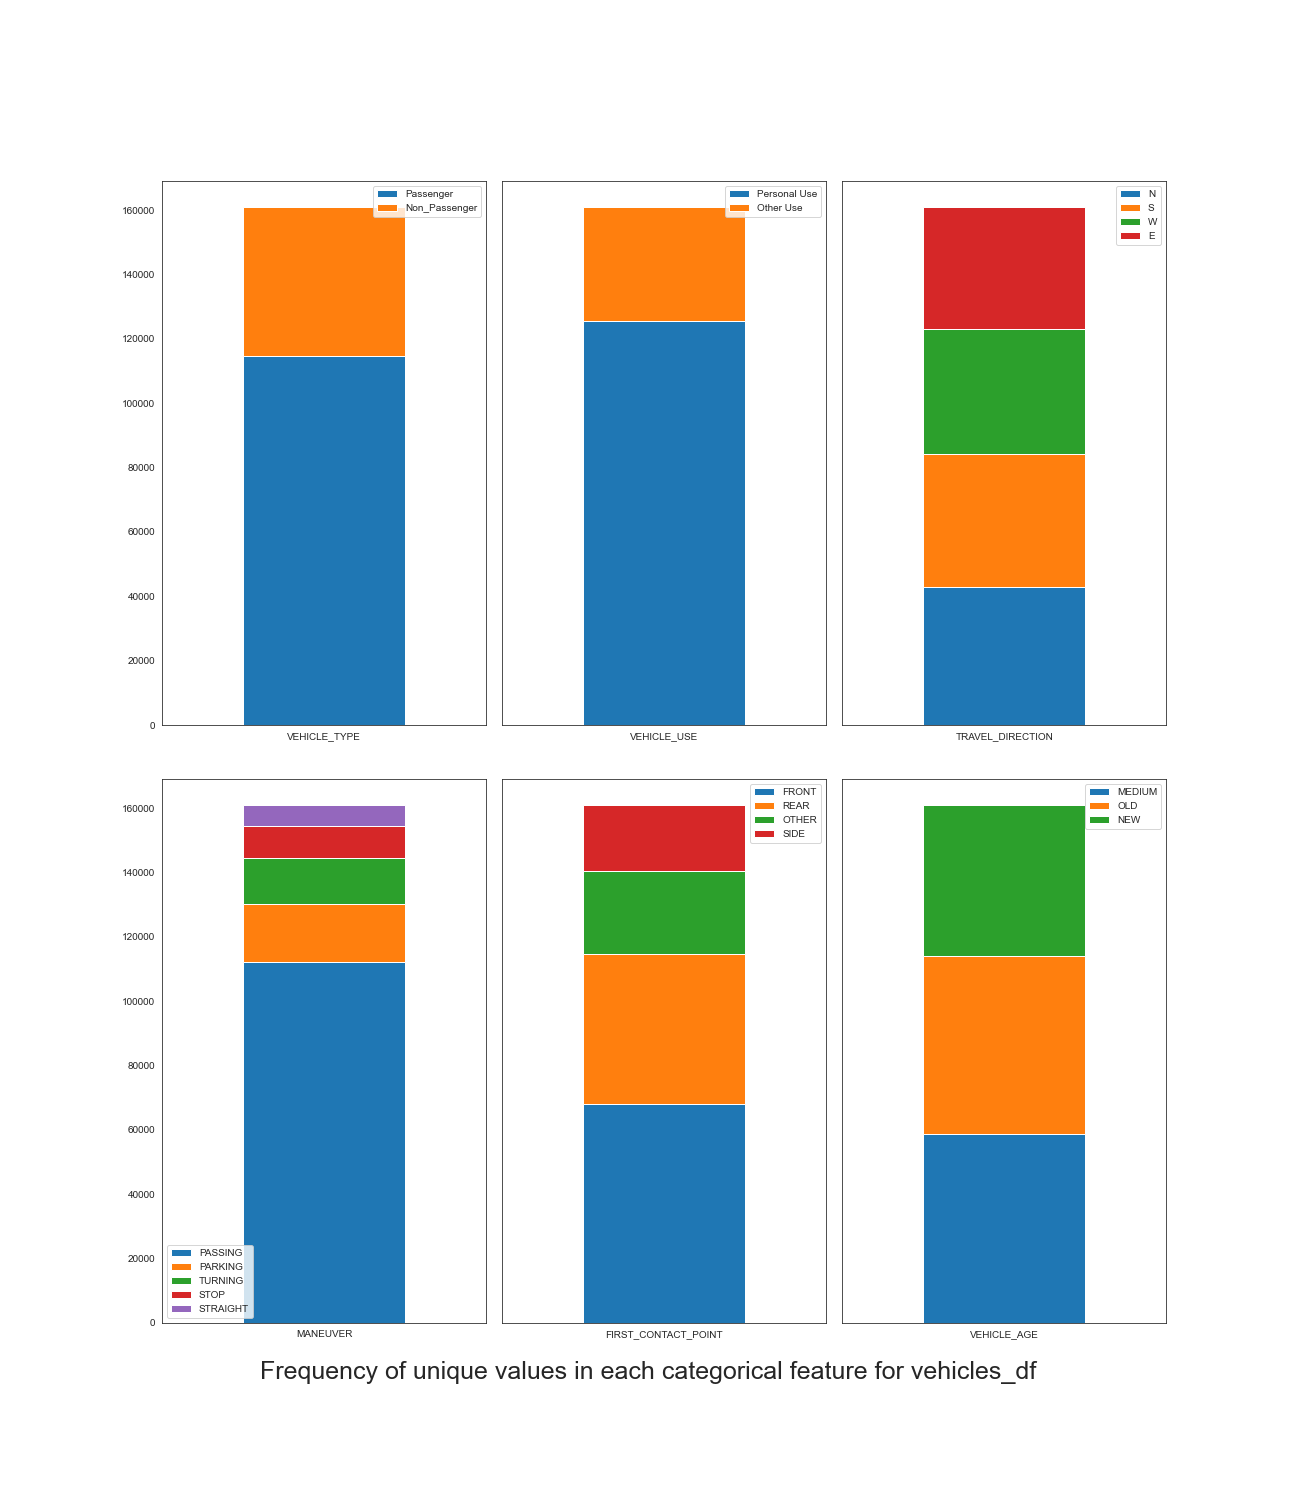 Passenger
Non_Passenger
160000
140000
120000
100000
80000
60000
40000
20000
0
VEHICLE_TYPE
Personal Use
Other Use
VEHICLE_USE
N
S
W
E
TRAVEL_DIRECTION
160000
140000
120000
100000
80000
60000
40000
20000
0
PASSING
PARKING
TURNING
STOP
STRAIGHT
MANEUVER
FRONT
REAR
OTHER
SIDE
FIRST_CONTACT_POINT
MEDIUM
OLD
NEW
VEHICLE_AGE
Frequency of unique values in each categorical feature for vehicles_df